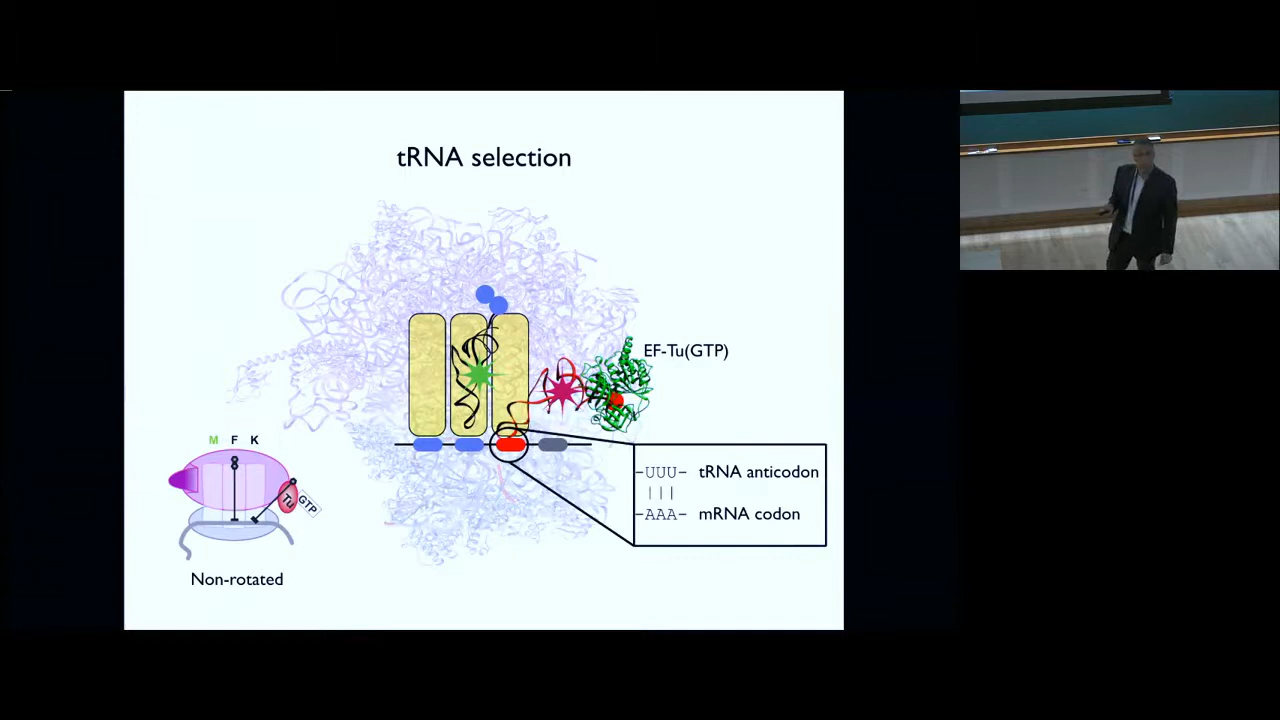 tRNA selection
EF-Tu(GTP)
M F K
Tu
GTP
-UUU- tRNA anticodon
| | |
-AAA- mRNA codon
Non-rotated